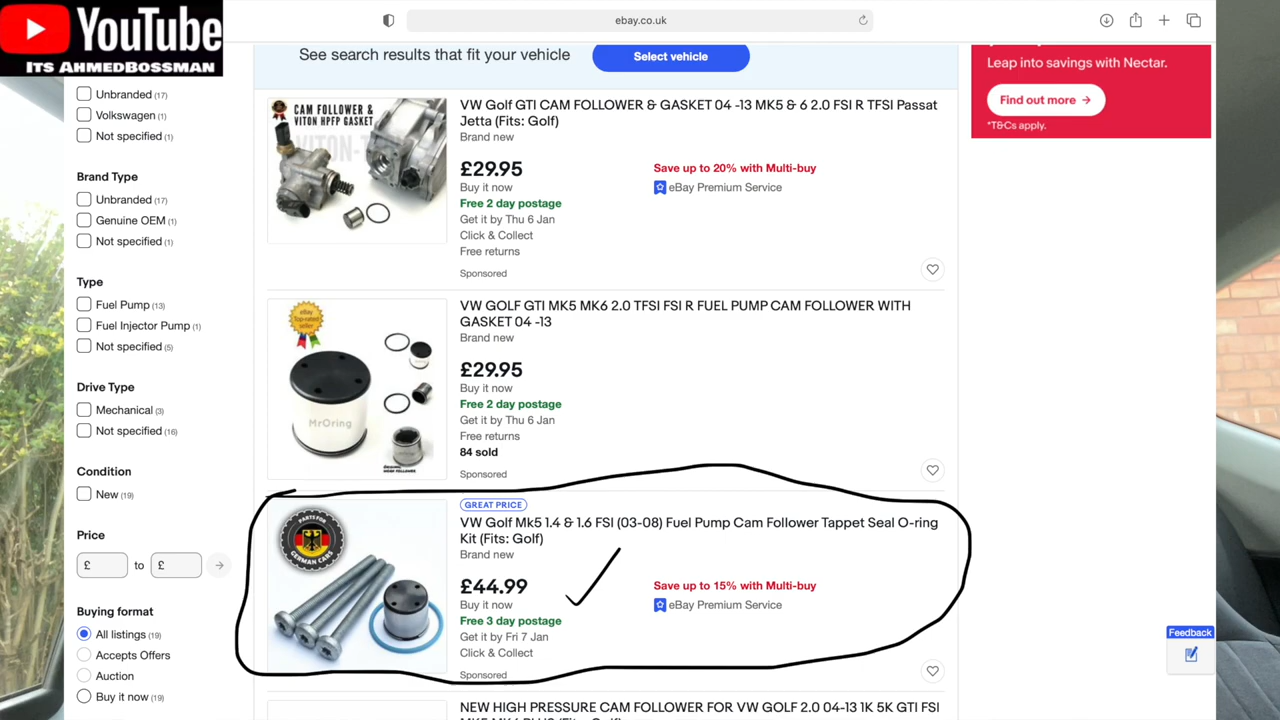 YouTube
ITS AHMEDBOSSMAN
ebay.co.uk
See search results that fit your vehicle
Select vehicle
Leap into savings with Nectar.
Find out more →
*T&Cs apply.
Unbranded (17)
Volkswagen (1)
Not specified (1)
Brand Type
Unbranded (17)
Genuine OEM (1)
Not specified (1)
Type
Fuel Pump (13)
Fuel Injector Pump (1)
Not specified (5)
Drive Type
Mechanical (3)
Not specified (16)
Condition
New (19)
Price
£ to £
Buying format
All listings (19)
Accepts Offers
Auction
Buy it now (19)
CAM FOLLOWER &
VITON HPFP GASKET
VW Golf GTI CAM FOLLOWER & GASKET 04 -13 MK5 & 6 2.0 FSI R TFSI Passat
Jetta (Fits: Golf)
Brand new
£29.95
Buy it now
Free 2 day postage
Get it by Thu 6 Jan
Click & Collect
Free returns
Sponsored
Save up to 20% with Multi-buy
eBay Premium Service
eBay
Top-rated
seller
MrOring
VW GOLF GTI MK5 MK6 2.0 TFSI FSI R FUEL PUMP CAM FOLLOWER WITH
GASKET 04 -13
Brand new
£29.95
Buy it now
Free 2 day postage
Get it by Thu 6 Jan
Free returns
84 sold
Sponsored
PARTS FOR
GERMAN CARS
GREAT PRICE
VW Golf Mk5 1.4 & 1.6 FSI (03-08) Fuel Pump Cam Follower Tappet Seal O-ring
Kit (Fits: Golf)
Brand new
£44.99
Buy it now
Free 3 day postage
Get it by Fri 7 Jan
Click & Collect
Sponsored
Save up to 15% with Multi-buy
eBay Premium Service
NEW HIGH PRESSURE CAM FOLLOWER FOR VW GOLF 2.0 04-13 1K 5K GTI FSI
Feedback